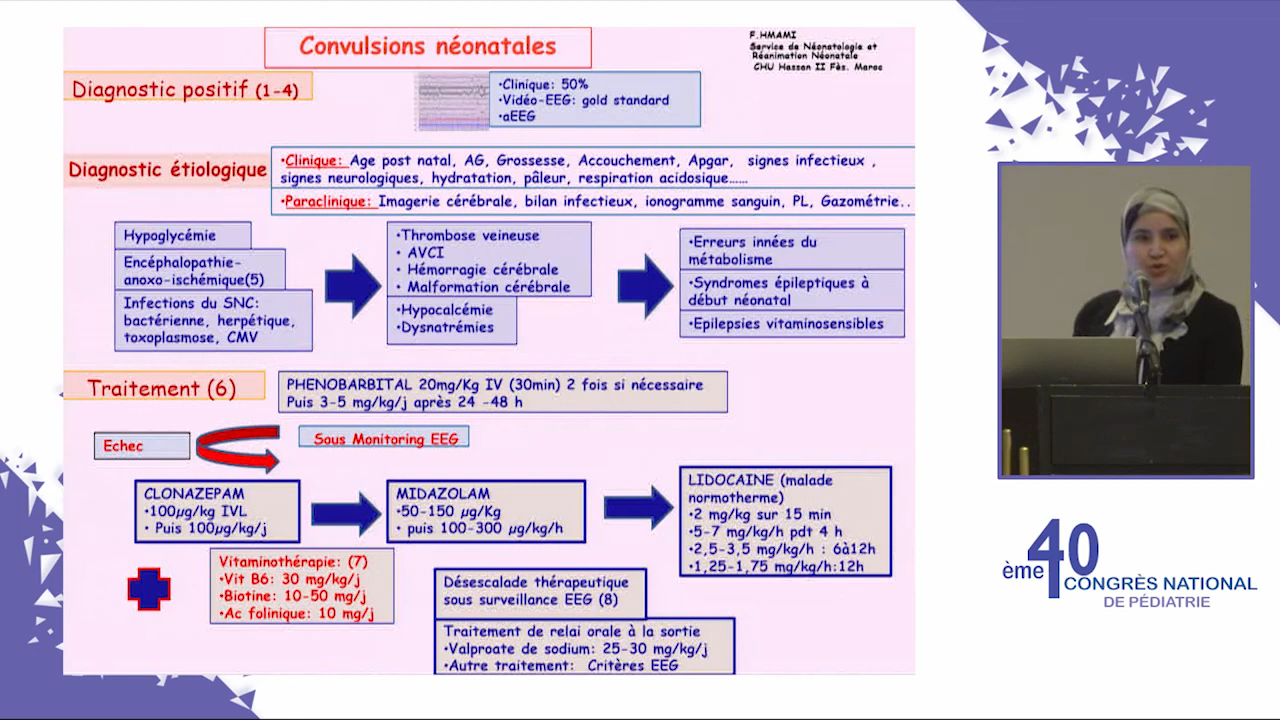 Convulsions néonatales
F.HMAMI
Service de Néonatologie et
Réanimation Néonatale
CHU Hassan II Fès. Maroc
Diagnostic positif (1-4)
•Clinique: 50%
•Vidéo-EEG: gold standard
•aEEG
Diagnostic étiologique
•Clinique: Age post natal, AG, Grossesse, Accouchement, Apgar, signes infectieux ,
signes neurologiques, hydratation, pâleur, respiration acidosique……
•Paraclinique: Imagerie cérébrale, bilan infectieux, ionogramme sanguin, PL, Gazométrie..
Hypoglycémie
Encéphalopathie-
anoxo-ischémique(5)
Infections du SNC:
bactérienne, herpétique,
toxoplasmose, CMV
•Thrombose veineuse
• AVCI
• Hémorragie cérébrale
• Malformation cérébrale
•Hypocalcémie
•Dysnatrémies
•Erreurs innées du
métabolisme
•Syndromes épileptiques à
début néonatal
•Epilepsies vitaminosensibles
Traitement (6)
PHENOBARBITAL 20mg/Kg IV (30min) 2 fois si nécessaire
Puis 3-5 mg/kg/j après 24 -48 h
Echec
Sous Monitoring EEG
CLONAZEPAM
•100µg/kg IVL
• Puis 100µg/kg/j
MIDAZOLAM
•50-150 µg/Kg
• puis 100-300 µg/kg/h
LIDOCAINE (malade
normotherme)
•2 mg/kg sur 15 min
•5-7 mg/kg/h pdt 4 h
•2,5-3,5 mg/kg/h : 6à12h
•1,25-1,75 mg/kg/h:12h
Vitaminothérapie: (7)
•Vit B6: 30 mg/kg/j
•Biotine: 10-50 mg/j
•Ac folinique: 10 mg/j
Désescalade thérapeutique
sous surveillance EEG (8)
Traitement de relai orale à la sortie
•Valproate de sodium: 25-30 mg/kg/j
•Autre traitement: Critères EEG
40
ème
CONGRÈS NATIONAL
DE PÉDIATRIE